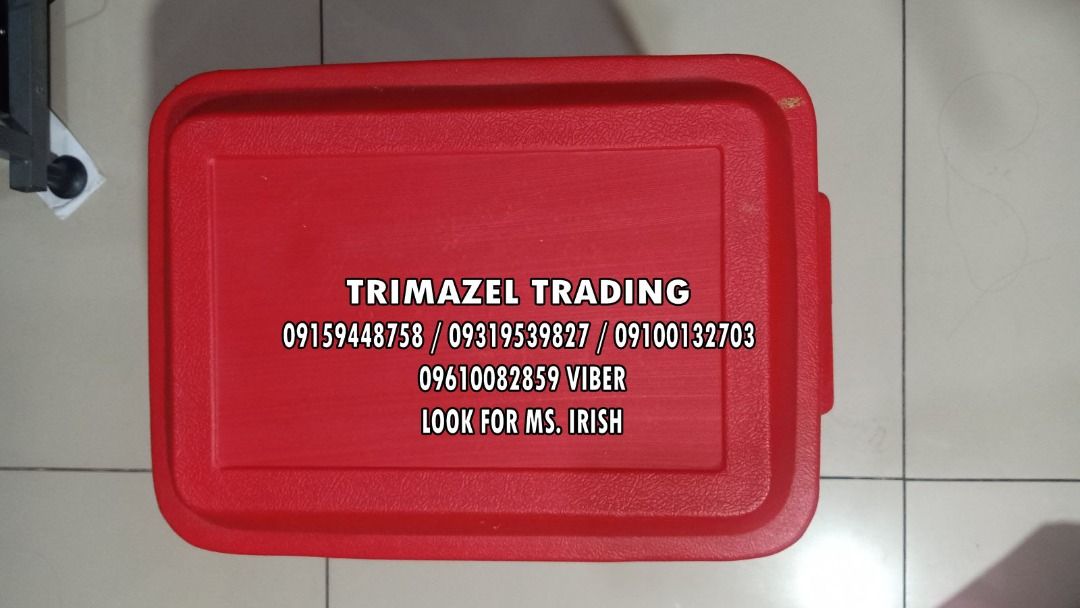 TRIMAZEL TRADING
09159448758 / 09319539827 / 09100132703
09610082859 VIBER
LOOK FOR MS. IRISH